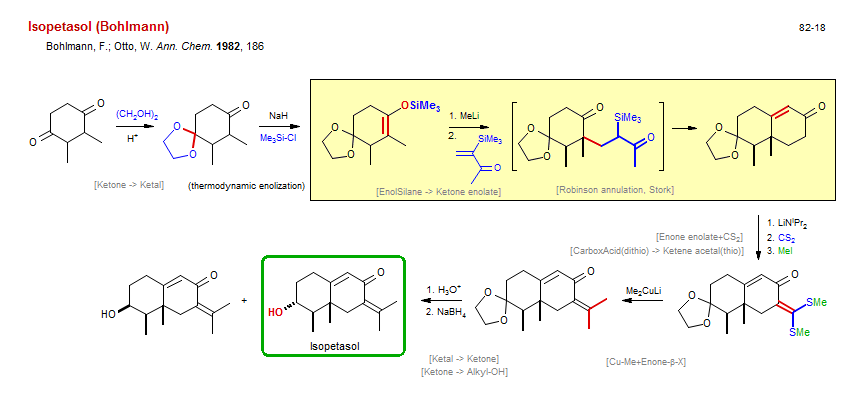 Isopetasol (Bohlmann)
82-18
Bohlmann, F.; Otto, W. Ann. Chem. 1982, 186
O
O
(CH₂OH)₂
H⁺
[Ketone -> Ketal]
O
O
O
(thermodynamic enolization)
NaH
Me₃Si-Cl
OSiMe₃
O
O
[EnolSilane -> Ketone enolate]
1. MeLi
2.
SiMe₃
O
O
SiMe₃
O
O
O
[Robinson annulation, Stork]
O
O
O
1. LiNⁱPr₂
2. CS₂
3. MeI
[Enone enolate+CS₂]
[CarboxAcid(dithio) -> Ketene acetal(thio)]
O
SMe
SMe
O
O
Me₂CuLi
[Cu-Me+Enone-β-X]
O
O
O
1. H₃O⁺
2. NaBH₄
[Ketal -> Ketone]
[Ketone -> Alkyl-OH]
O
HO
Isopetasol
+
O
HO